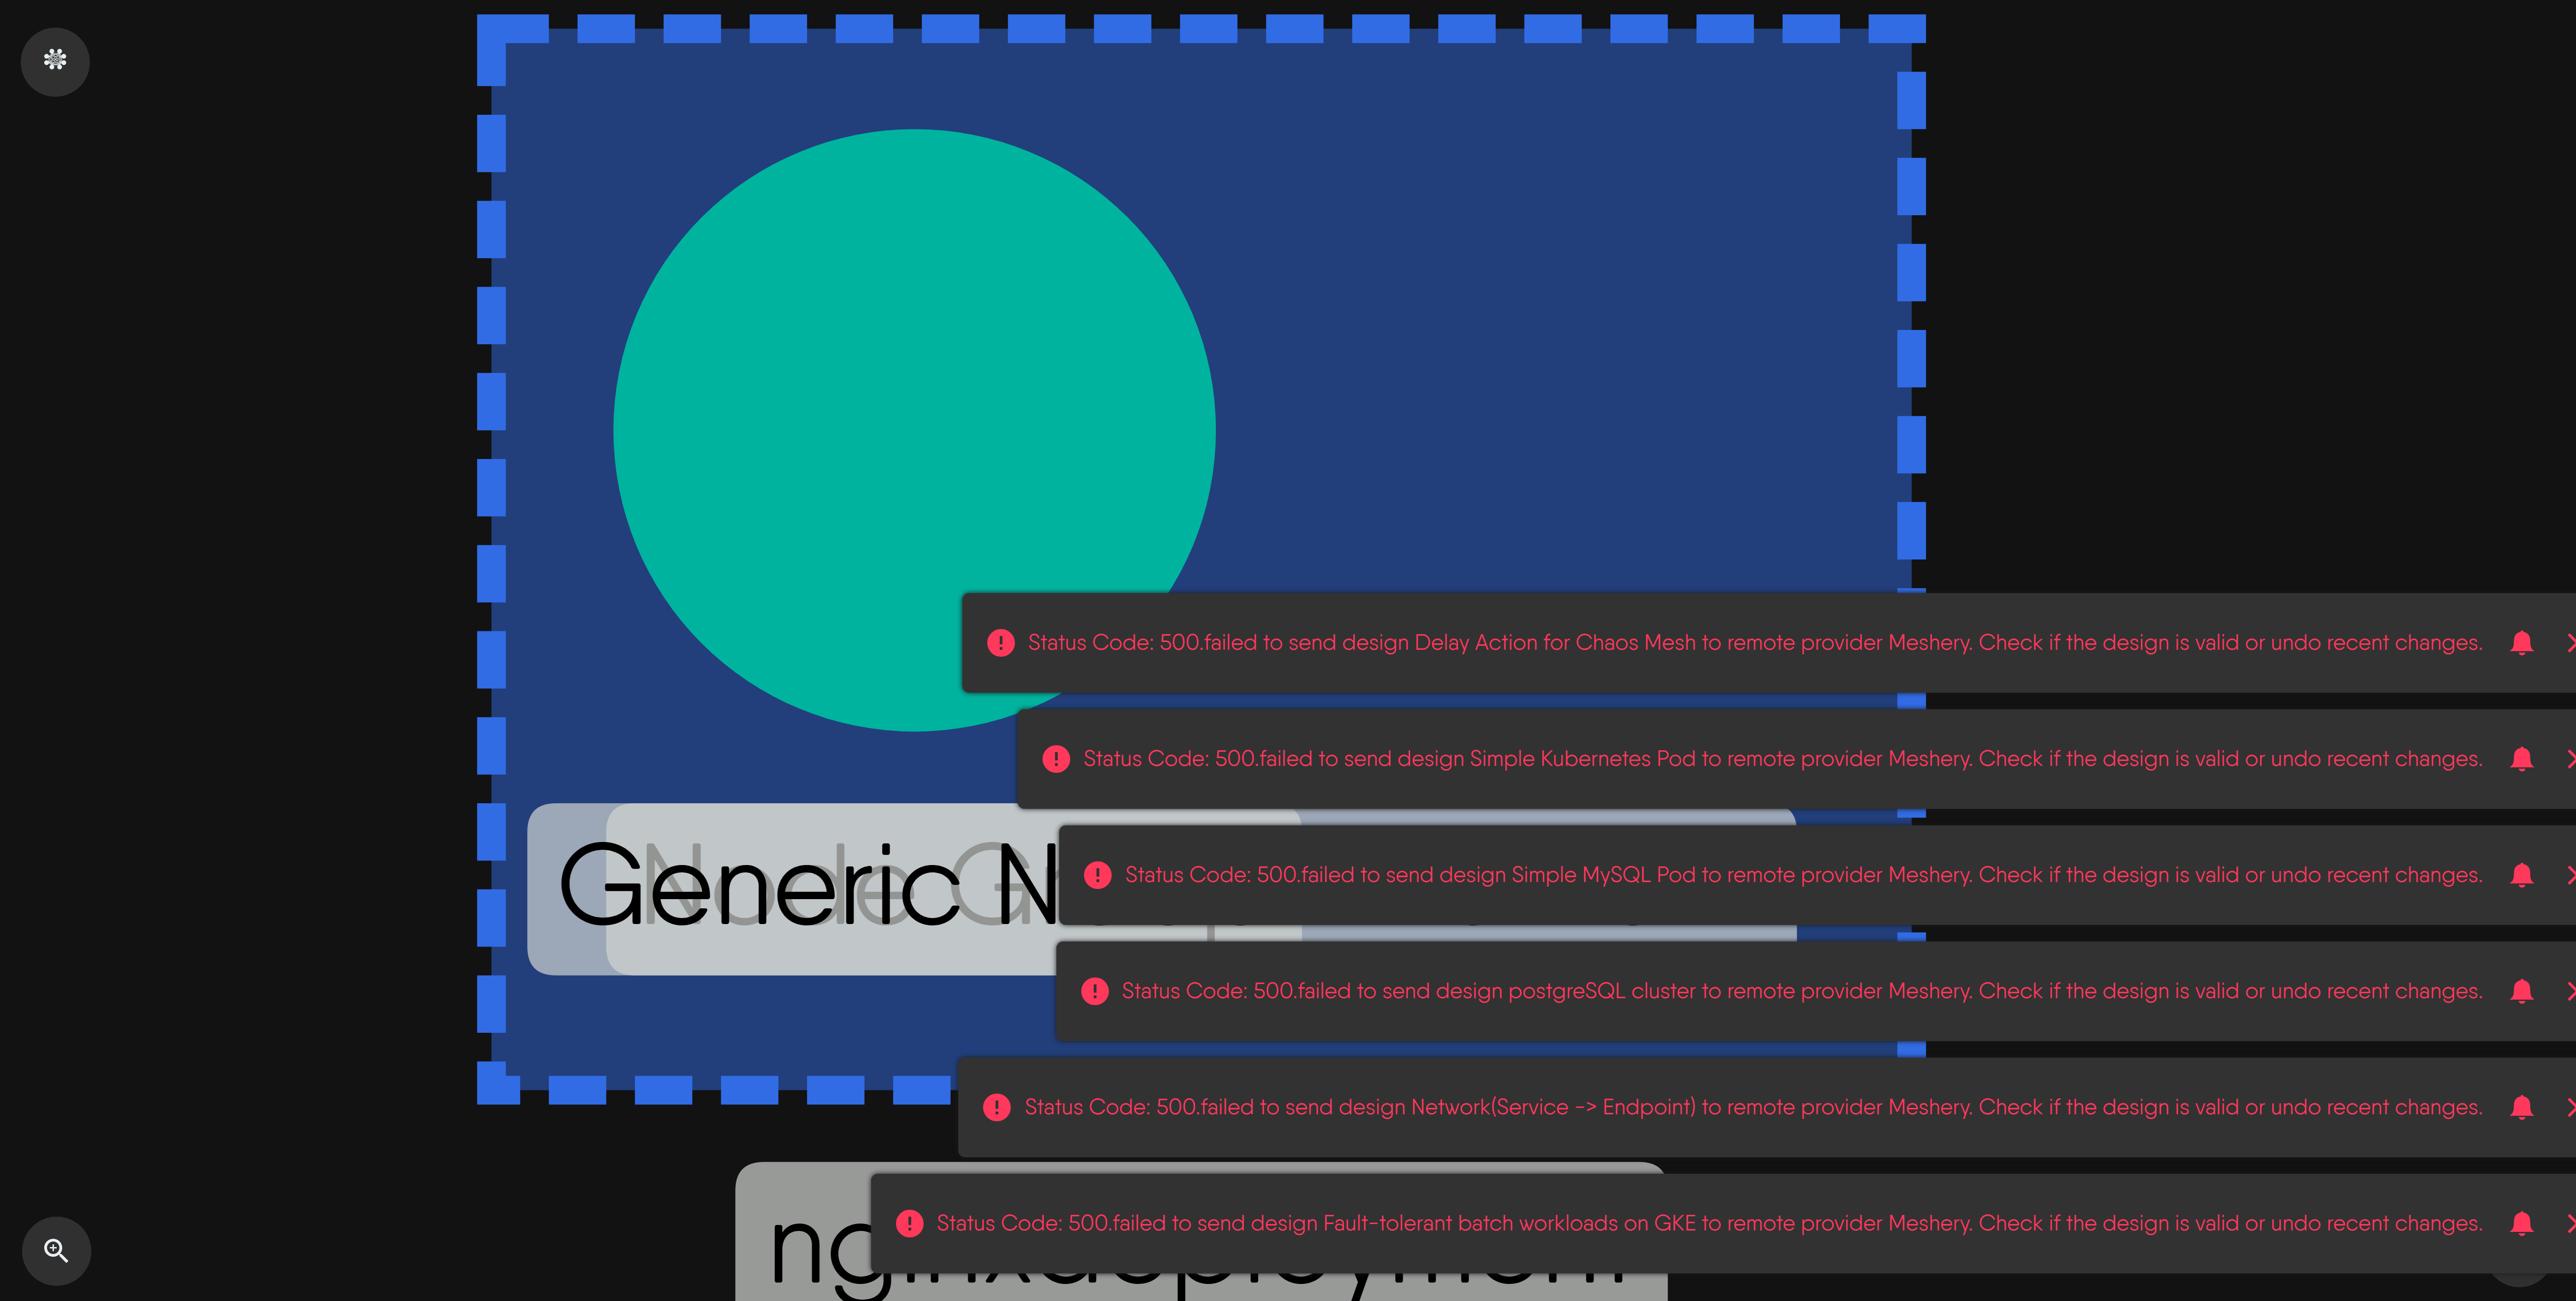 Status Code: 500.failed to send design Delay Action for Chaos Mesh to remote provider Meshery. Check if the design is valid or undo recent changes.
Status Code: 500.failed to send design Simple Kubernetes Pod to remote provider Meshery. Check if the design is valid or undo recent changes.
Generic
Node
Status Code: 500.failed to send design Simple MySQL Pod to remote provider Meshery. Check if the design is valid or undo recent changes.
Status Code: 500.failed to send design postgreSQL cluster to remote provider Meshery. Check if the design is valid or undo recent changes.
Status Code: 500.failed to send design Network(Service -> Endpoint) to remote provider Meshery. Check if the design is valid or undo recent changes.
Status Code: 500.failed to send design Fault-tolerant batch workloads on GKE to remote provider Meshery. Check if the design is valid or undo recent changes.